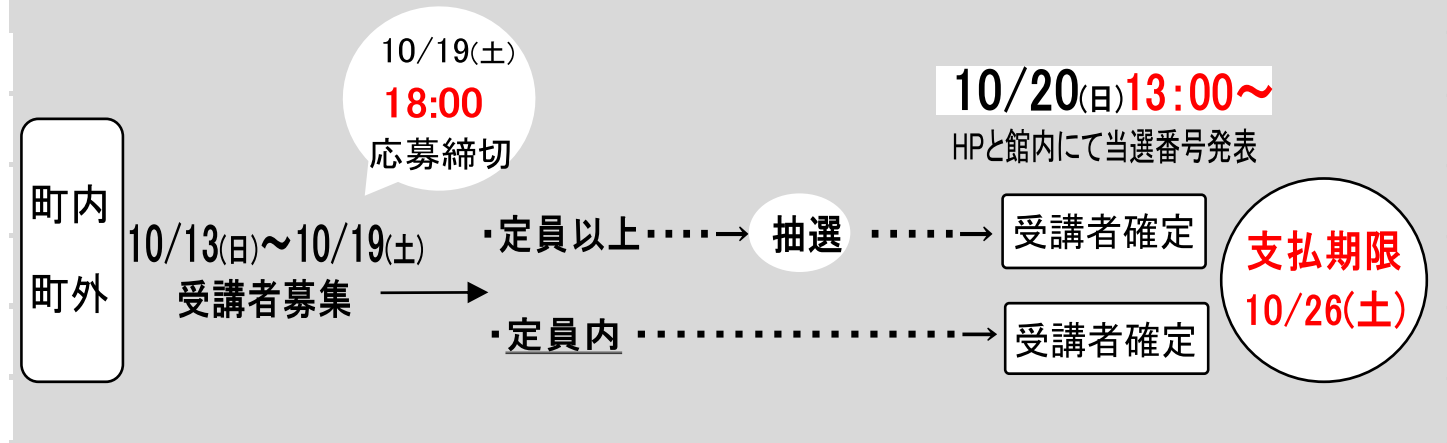 町内
町外
10/19(土)
18:00
応募締切
10/13(日)～10/19(土)
受講者募集
・定員以上・・・・→
抽選
・・・・・→
受講者確定
・定員内・・・・・・・・・・・・・・・・・→
受講者確定
10/20(日)13:00～
HPと館内にて当選番号発表
支払期限
10/26(土)